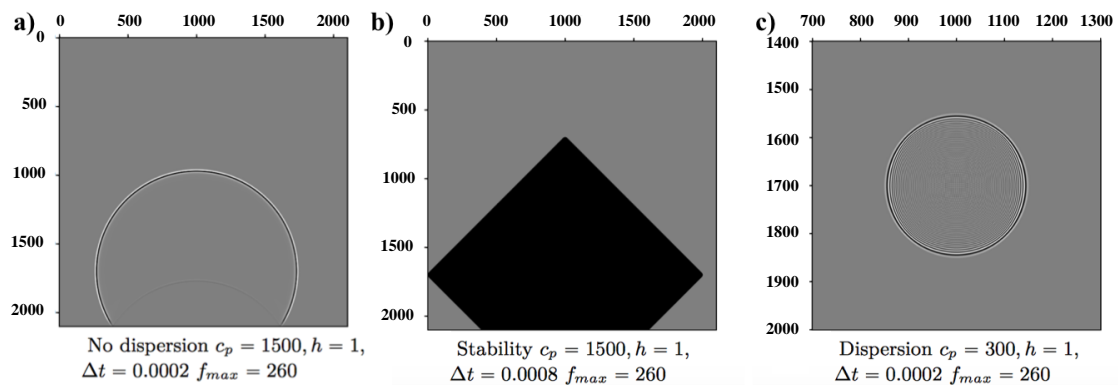 a) 0 500 1000 1500 2000
0
500
1000
1500
2000
No dispersion c_p = 1500, h = 1,
Δt = 0.0002 f_max = 260
b) 0 500 1000 1500 2000
0
500
1000
1500
2000
Stability c_p = 1500, h = 1,
Δt = 0.0008 f_max = 260
c) 700 800 900 1000 1100 1200 1300
1400
1500
1600
1700
1800
1900
2000
Dispersion c_p = 300, h = 1,
Δt = 0.0002 f_max = 260